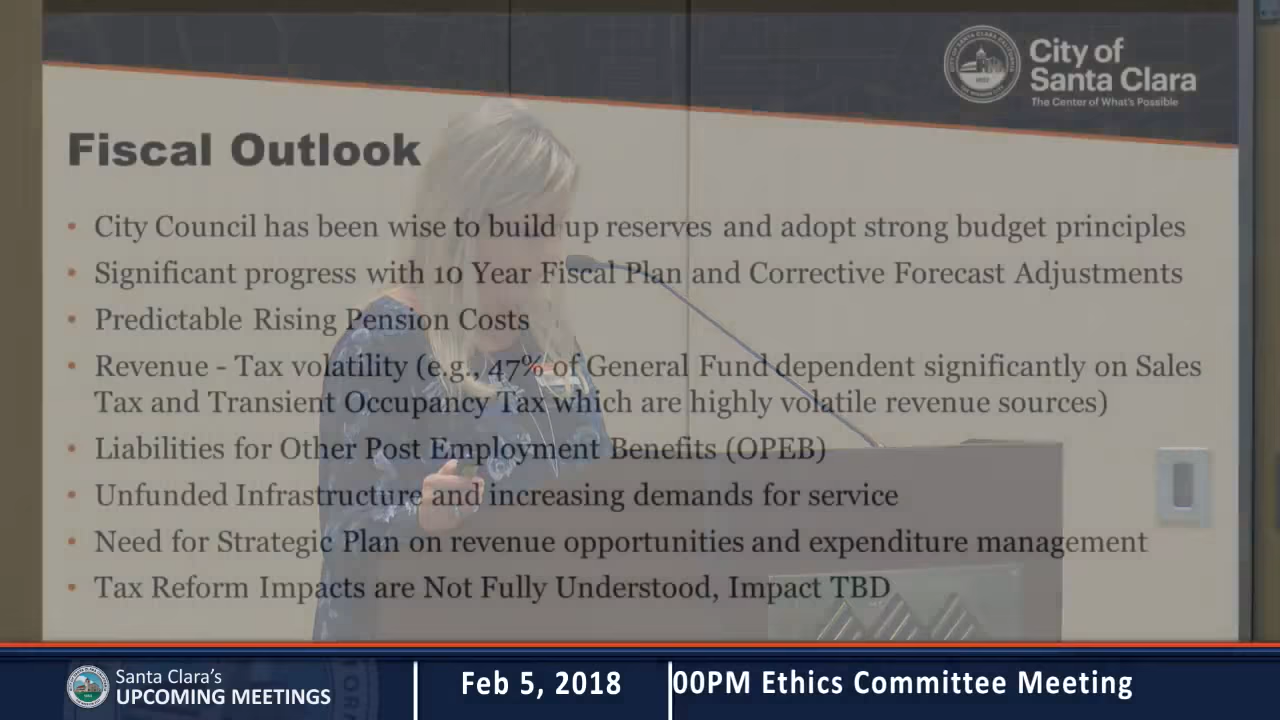 City of
Santa Clara
The Center of What's Possible
Fiscal Outlook
• City Council has been wise to build up reserves and adopt strong budget principles
• Significant progress with 10 Year Fiscal Plan and Corrective Forecast Adjustments
• Predictable Rising Pension Costs
• Revenue - Tax volatility (e.g., 47% of General Fund dependent significantly on Sales
Tax and Transient Occupancy Tax which are highly volatile revenue sources)
• Liabilities for Other Post Employment Benefits (OPEB)
• Unfunded Infrastructure and increasing demands for service
• Need for Strategic Plan on revenue opportunities and expenditure management
• Tax Reform Impacts are Not Fully Understood, Impact TBD
Santa Clara's
UPCOMING MEETINGS
Feb 5, 2018
00PM Ethics Committee Meeting